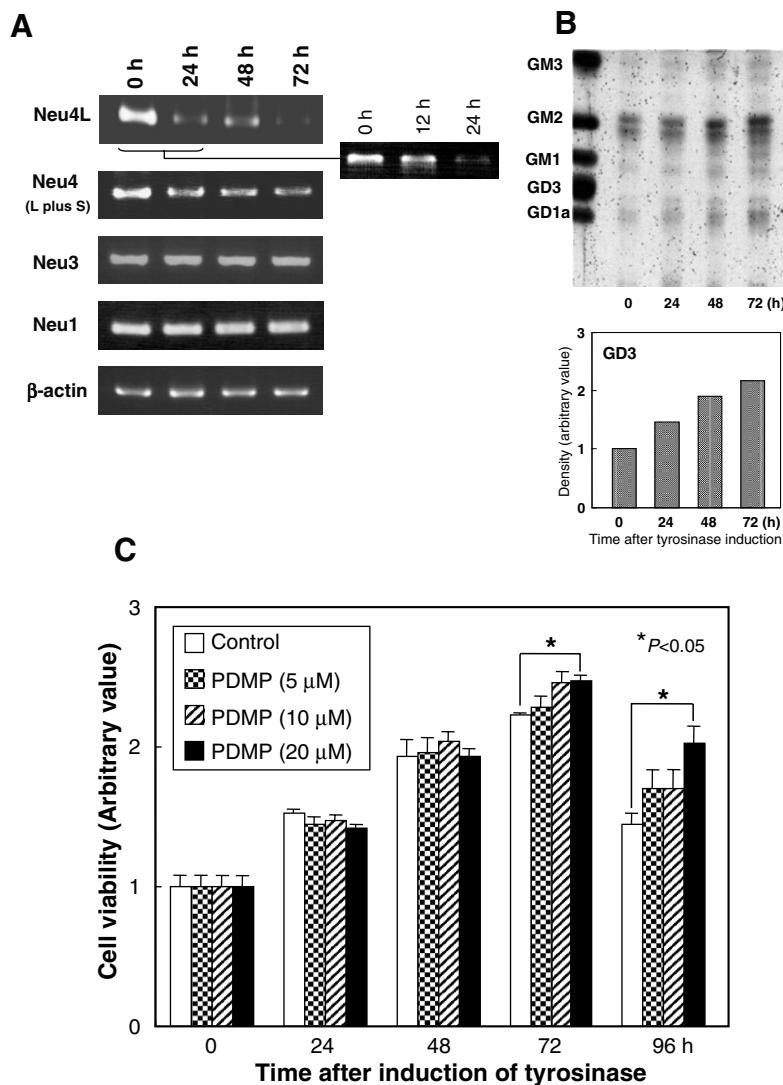 A
0 h
24 h
48 h
72 h
Neu4L
0 h
12 h
24 h
Neu4
(L plus S)
Neu3
Neu1
β-actin
B
GM3
GM2
GM1
GD3
GD1a
0 24 48 72 (h)
GD3
Density (arbitrary value)
3
2
1
0
0 24 48 72 (h)
Time after tyrosinase induction
C
Cell viability (Arbitrary value)
3
2
1
0
Control
PDMP (5 µM)
PDMP (10 µM)
PDMP (20 µM)
*
*
* P<0.05
0 24 48 72 96 h
Time after induction of tyrosinase